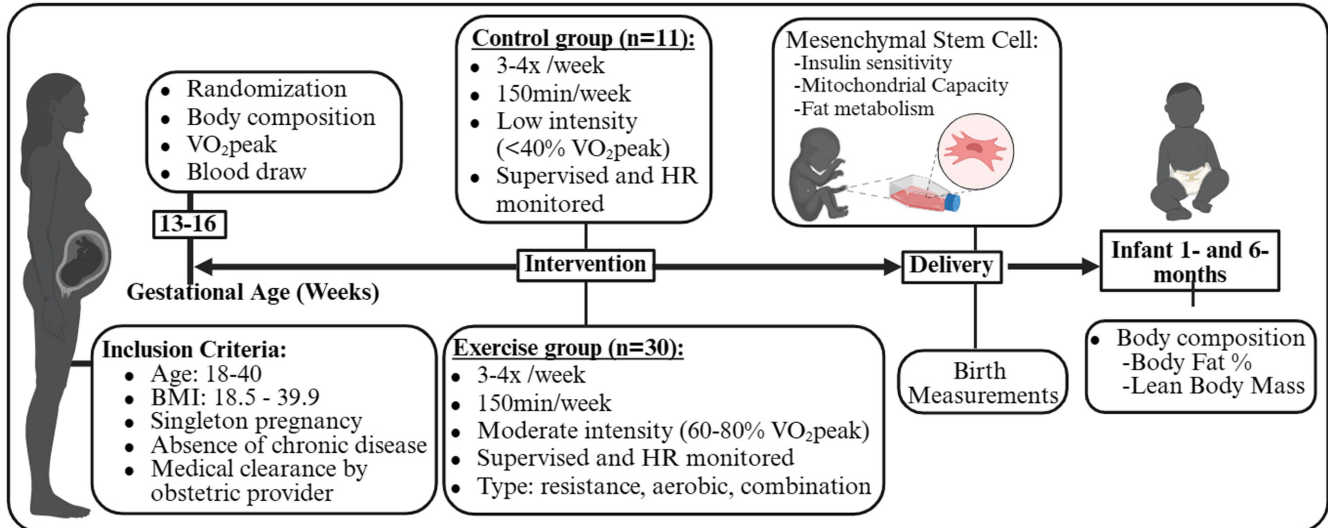 • Randomization
• Body composition
• VO₂peak
• Blood draw
13-16
Gestational Age (Weeks)
Inclusion Criteria:
• Age: 18-40
• BMI: 18.5 - 39.9
• Singleton pregnancy
• Absence of chronic disease
• Medical clearance by
obstetric provider
Control group (n=11):
• 3-4x /week
• 150min/week
• Low intensity
(<40% VO₂peak)
• Supervised and HR
monitored
Intervention
Exercise group (n=30):
• 3-4x /week
• 150min/week
• Moderate intensity (60-80% VO₂peak)
• Supervised and HR monitored
• Type: resistance, aerobic, combination
Mesenchymal Stem Cell:
-Insulin sensitivity
-Mitochondrial Capacity
-Fat metabolism
Delivery
Birth
Measurements
Infant 1- and 6-
months
• Body composition
-Body Fat %
-Lean Body Mass